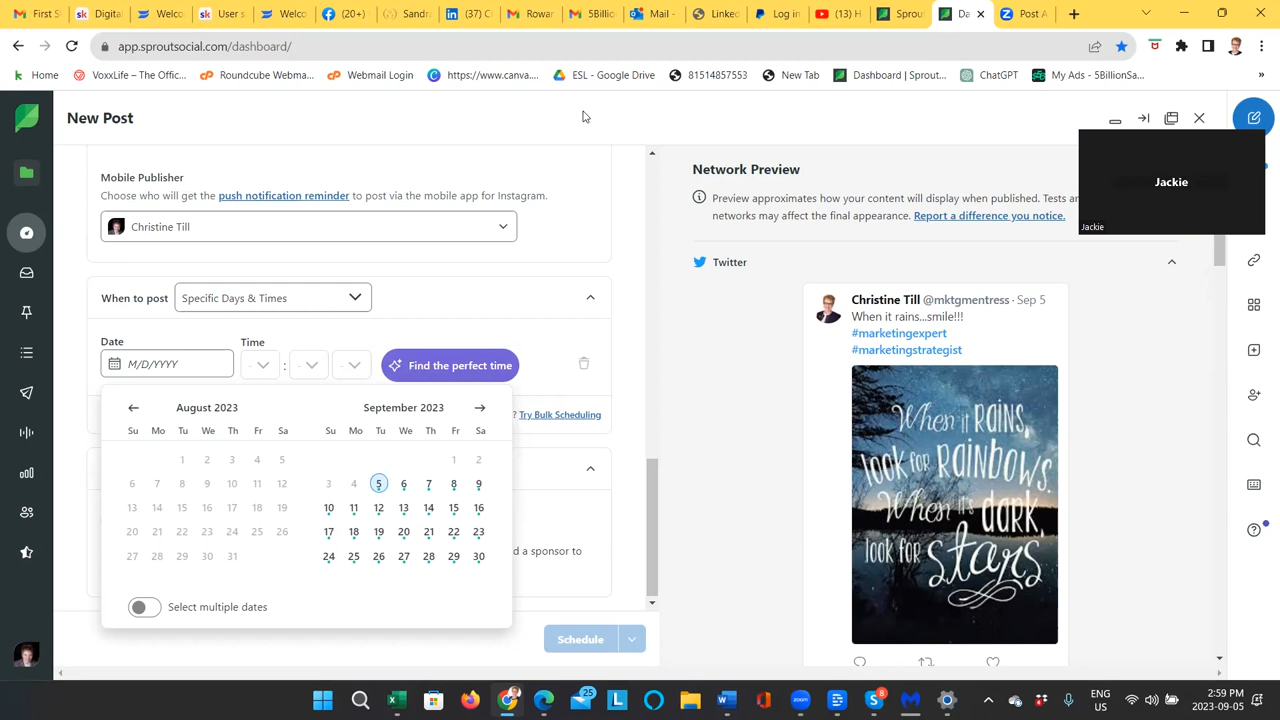 First S
Digital
Welco
User r
Welco
(20+)
Sandra
(37) C
Rowar
5Billion
Mail -
Linked
Log in
(13) H
Sprou
Da
Post A
app.sproutsocial.com/dashboard/
Home
VoxxLife – The Offic...
Roundcube Webma...
Webmail Login
https://www.canva....
ESL - Google Drive
81514857553
New Tab
Dashboard | Sprout...
ChatGPT
My Ads - 5BillionSa...
New Post
Mobile Publisher
Choose who will get the push notification reminder to post via the mobile app for Instagram.
Christine Till
When to post
Specific Days & Times
Date
Time
M/D/YYYY
- - : - - -
Find the perfect time
? Try Bulk Scheduling
August 2023
September 2023
Su Mo Tu We Th Fr Sa
Su Mo Tu We Th Fr Sa
1 2 3 4 5
1 2
6 7 8 9 10 11 12
3 4 5 6 7 8 9
13 14 15 16 17 18 19
10 11 12 13 14 15 16
20 21 22 23 24 25 26
17 18 19 20 21 22 23
27 28 29 30 31
24 25 26 27 28 29 30
d a sponsor to
Select multiple dates
Schedule
Network Preview
Preview approximates how your content will display when published. Tests a
networks may affect the final appearance. Report a difference you notice.
Jackie
Jackie
Twitter
Christine Till @mktgmentress · Sep 5
When it rains...smile!!!
#marketingexpert
#marketingstrategist
When it RAINS,
look for RAINBOWS.
When it's DARK,
look for stars
25
L
zoom
8
ENG
US
2:59 PM
2023-09-05